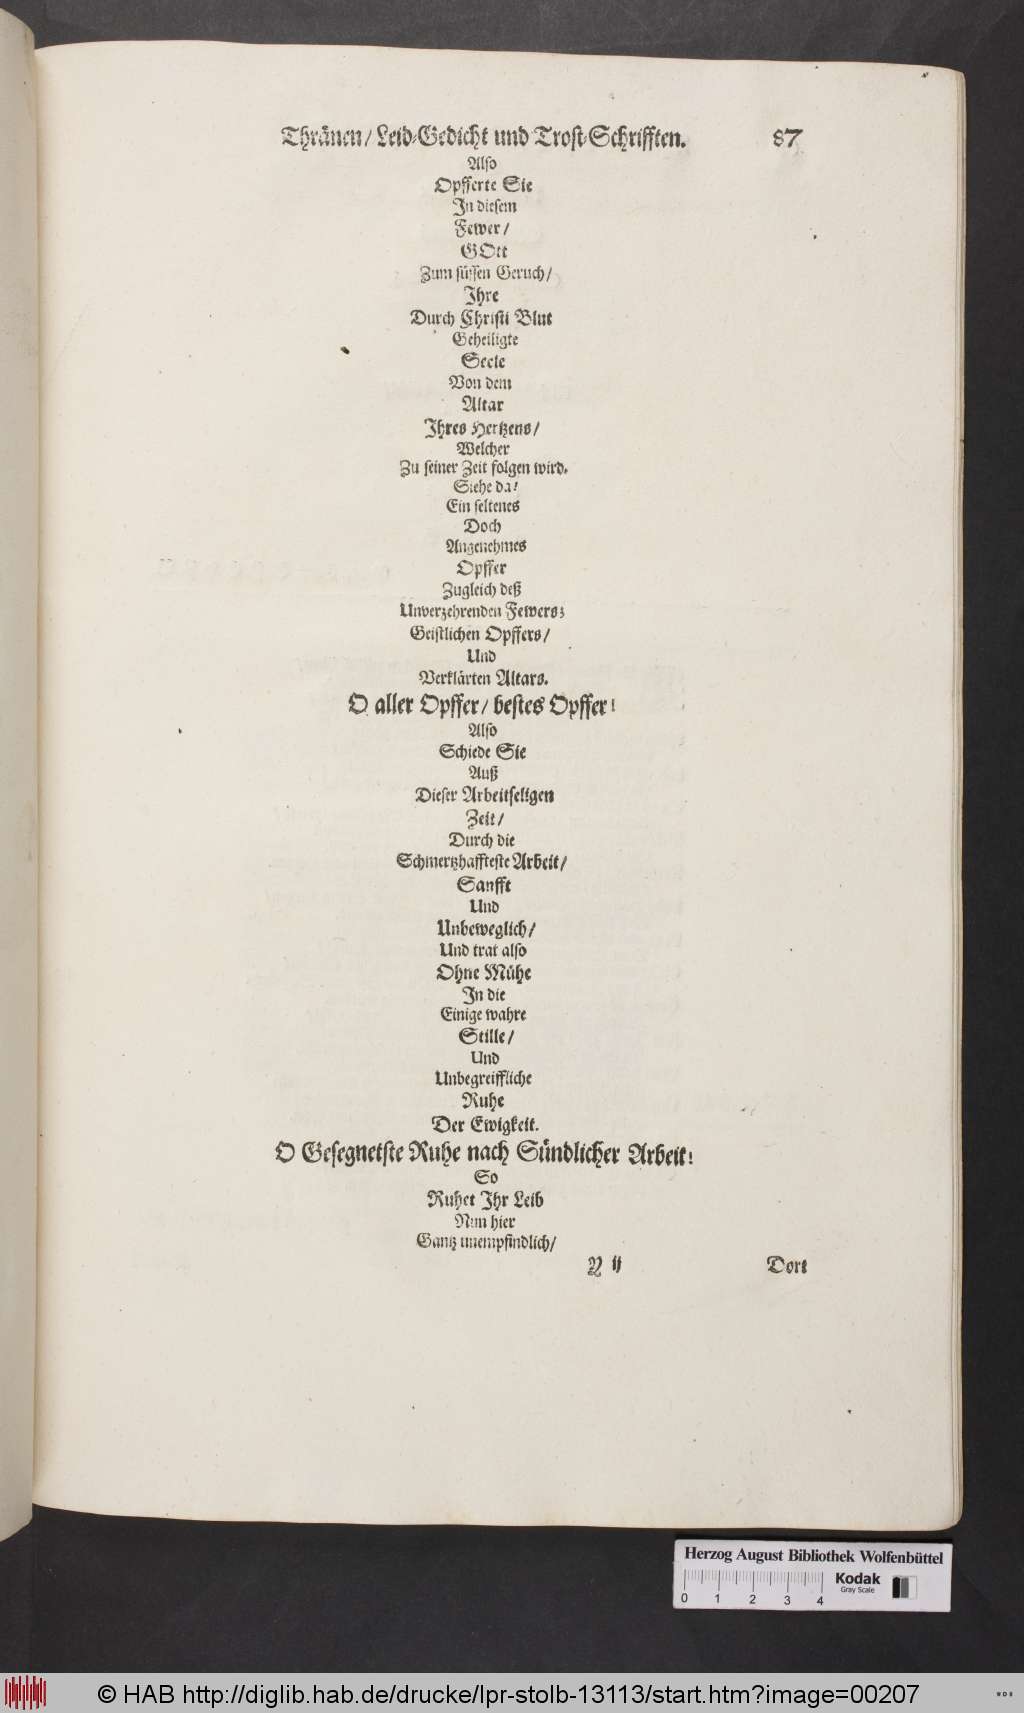 Thränen/ Leid-Gedicht und Trost-Schrifften. 87
Also
Opfferte Sie
In diesem
Fewer/
GOtt
Zum süssen Geruch/
Ihre
Durch Christi Blut
Geheiligte
Seele
Von dem
Altar
Ihres Hertzens/
Welcher
Zu seiner Zeit folgen wird.
Siehe da!
Ein seltenes
Doch
Angenehmes
Opffer
Zugleich deß
Unverzehrenden Fewers;
Geistlichen Opffers/
Und
Verklärten Altars.
O aller Opffer/ bestes Opffer!
Also
Schiede Sie
Auß
Dieser Arbeitseligen
Zeit/
Durch die
Schmertzhaffteste Arbeit/
Sanfft
Und
Unbeweglich/
Und trat also
Ohne Mühe
In die
Einige wahre
Stille/
Und
Unbegreiffliche
Ruhe
Der Ewigkeit.
O Gesegnetste Ruhe nach Sündlicher Arbeit!
So
Ruhet Ihr Leib
Nun hier
Gantz unempfindlich/
Y ij Dort
Herzog August Bibliothek Wolfenbüttel
Kodak
Gray Scale
0 1 2 3 4
© HAB http://diglib.hab.de/drucke/lpr-stolb-13113/start.htm?image=00207